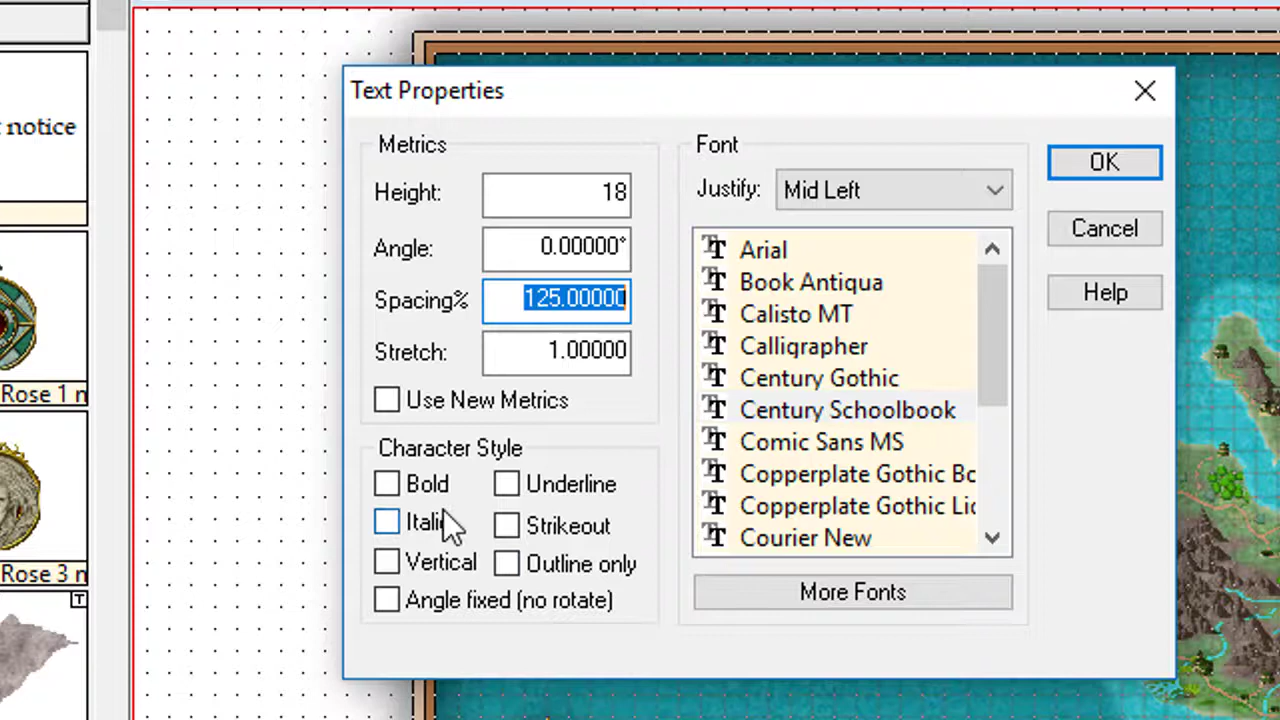 notice
Rose 1
Rose 3
T
Text Properties
Metrics
Height: 18
Angle: 0.00000°
Spacing% 125.00000
Stretch: 1.00000
Use New Metrics
Character Style
Bold
Underline
Itali
Strikeout
Vertical
Outline only
Angle fixed (no rotate)
Font
Justify: Mid Left
Arial
Book Antiqua
Calisto MT
Calligrapher
Century Gothic
Century Schoolbook
Comic Sans MS
Copperplate Gothic Bo
Copperplate Gothic Lic
Courier New
More Fonts
OK
Cancel
Help